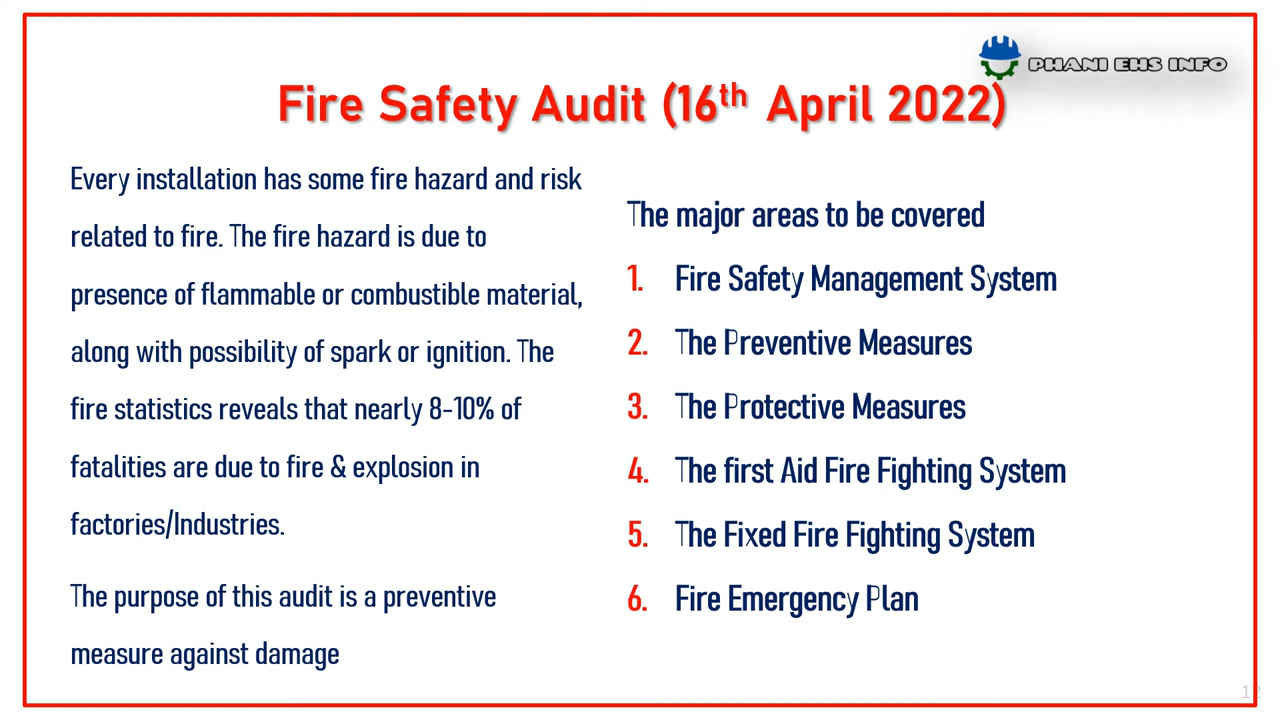 PHANI EHS INFO
Fire Safety Audit (16th April 2022)
Every installation has some fire hazard and risk
related to fire. The fire hazard is due to
presence of flammable or combustible material,
along with possibility of spark or ignition. The
fire statistics reveals that nearly 8-10% of
fatalities are due to fire & explosion in
factories/Industries.
The purpose of this audit is a preventive
measure against damage
The major areas to be covered
1. Fire Safety Management System
2. The Preventive Measures
3. The Protective Measures
4. The first Aid Fire Fighting System
5. The Fixed Fire Fighting System
6. Fire Emergency Plan
12